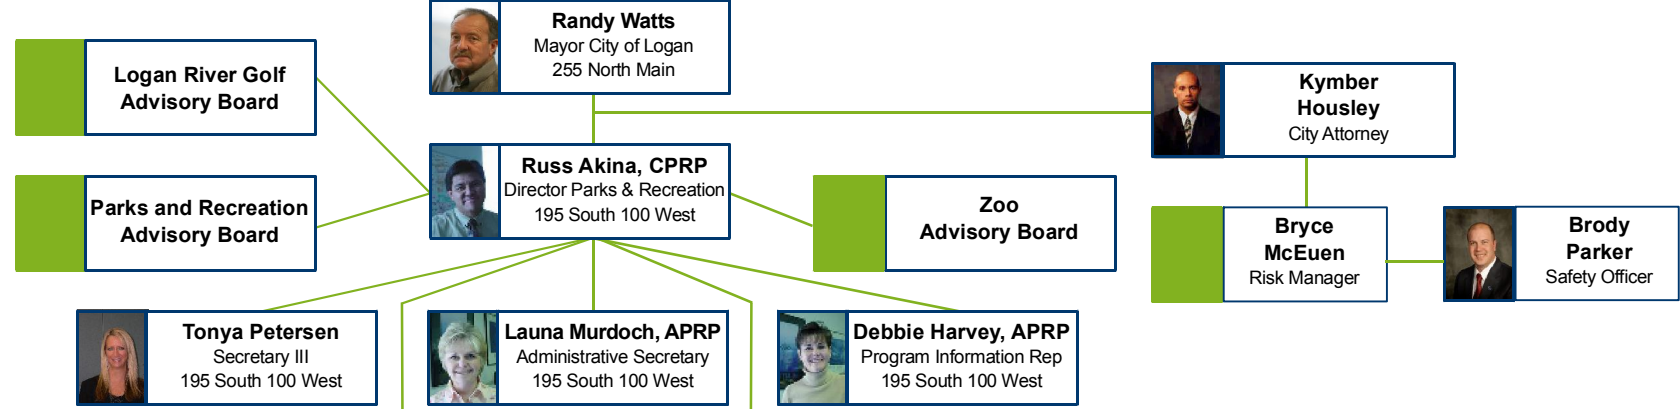 Randy Watts
Mayor City of Logan
255 North Main
Logan River Golf
Advisory Board
Kymber
Housley
City Attorney
Russ Akina, CPRP
Director Parks & Recreation
195 South 100 West
Parks and Recreation
Advisory Board
Zoo
Advisory Board
Bryce
McEuen
Risk Manager
Brody
Parker
Safety Officer
Tonya Petersen
Secretary III
195 South 100 West
Launa Murdoch, APRP
Administrative Secretary
195 South 100 West
Debbie Harvey, APRP
Program Information Rep
195 South 100 West